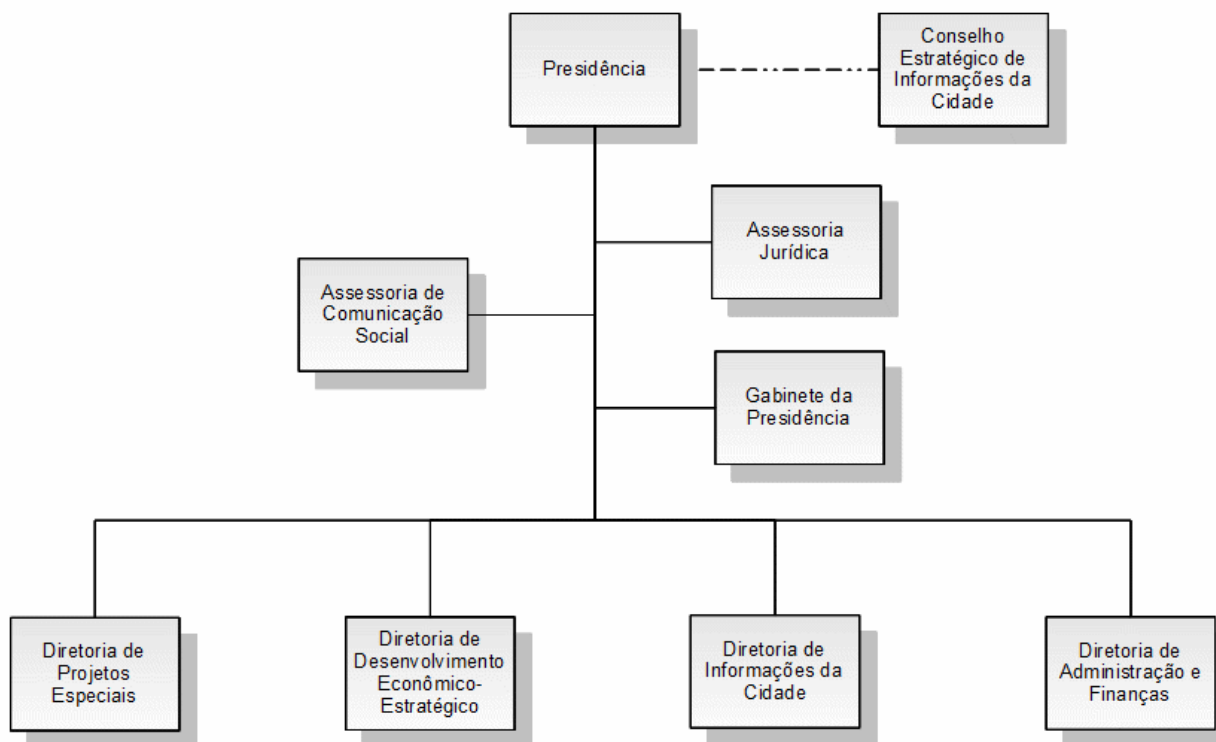 Presidência
Conselho
Estratégico de
Informações da
Cidade
Assessoria
Jurídica
Assessoria de
Comunicação
Social
Gabinete da
Presidência
Diretoria de
Projetos
Especiais
Diretoria de
Desenvolvimento
Econômico-
Estratégico
Diretoria de
Informações da
Cidade
Diretoria de
Administração e
Finanças